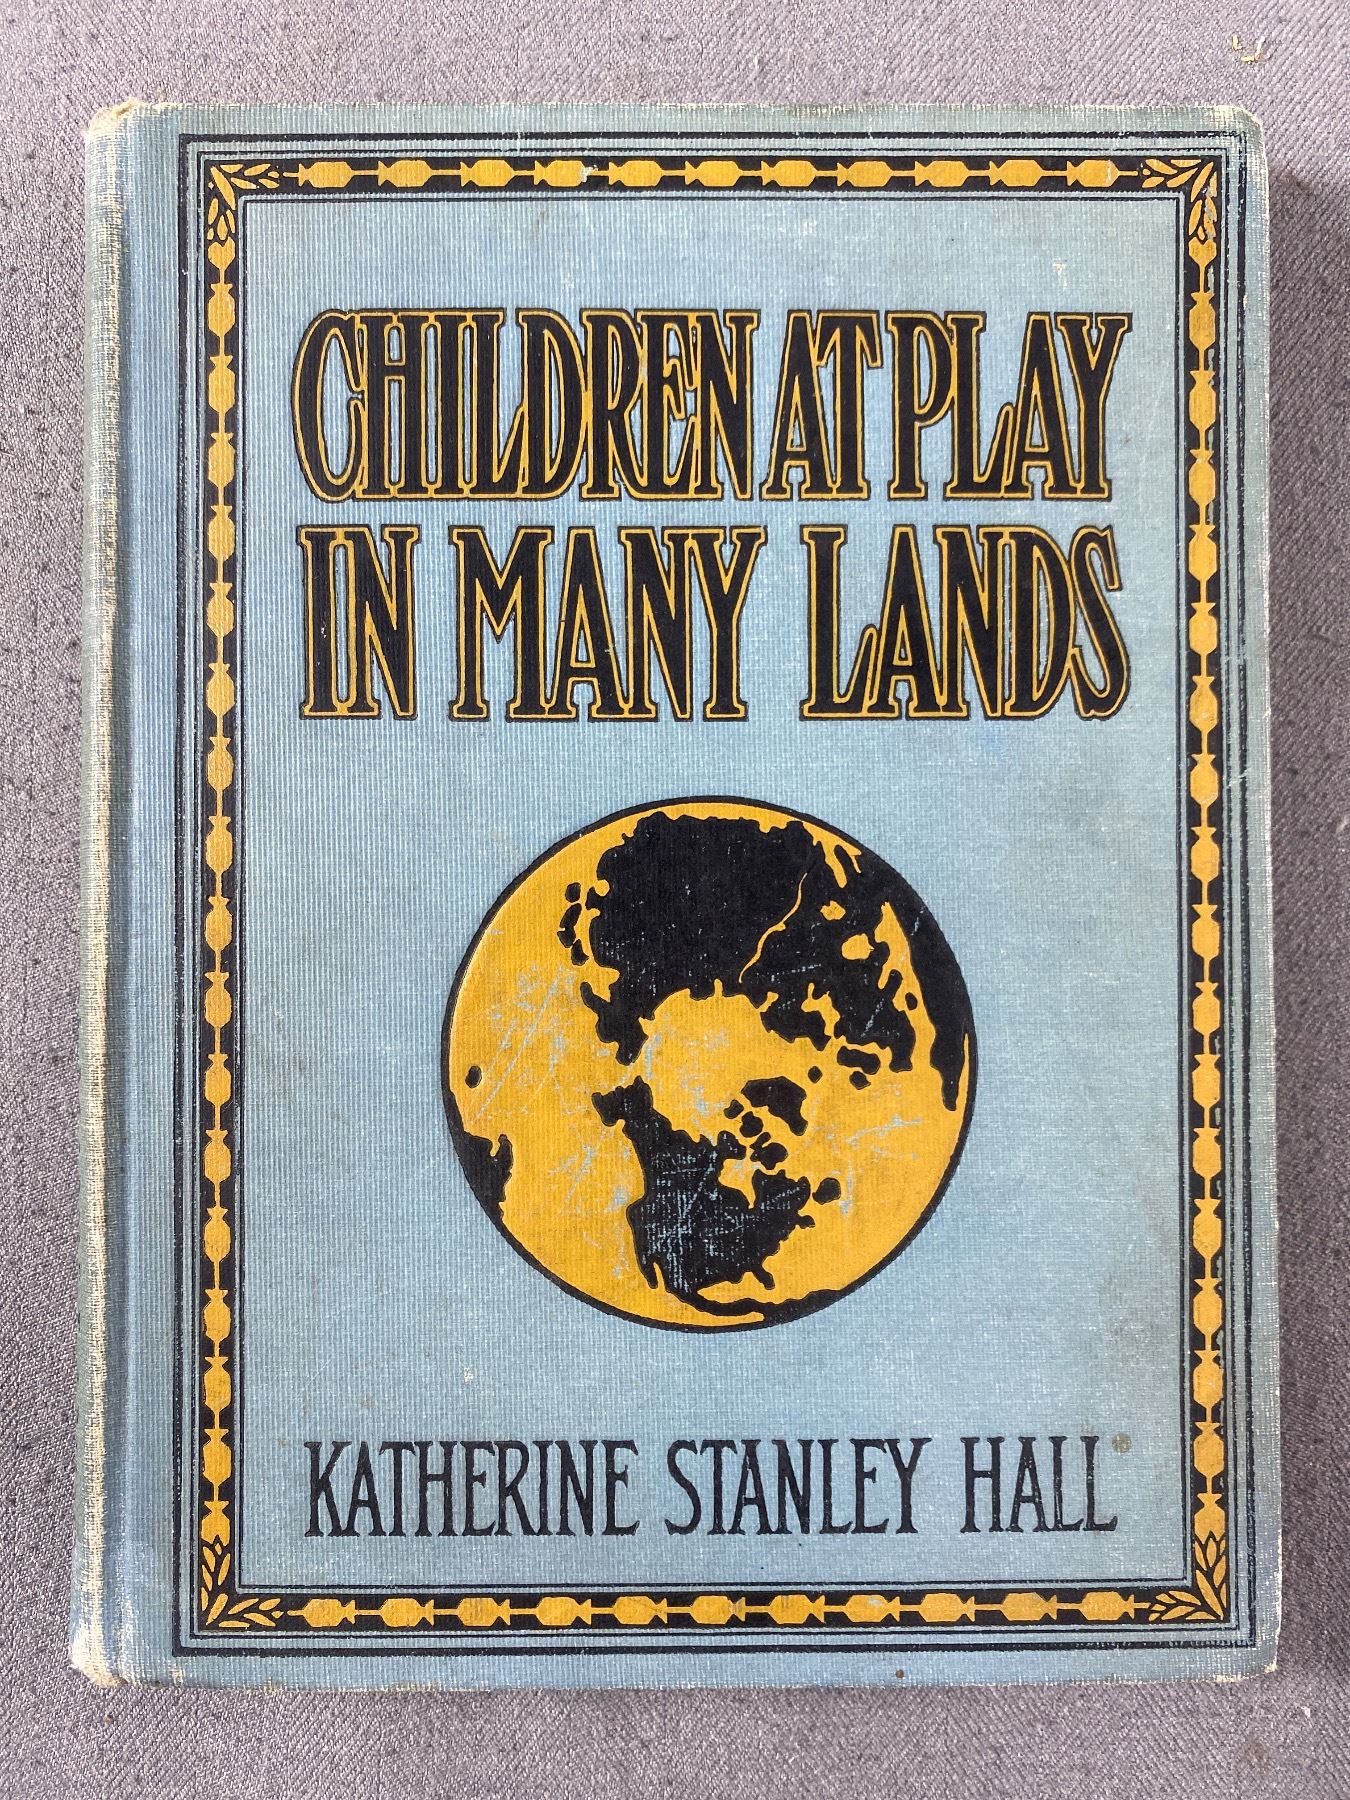 CHILDREN AT PLAY
IN MANY LANDS
KATHERINE STANLEY HALL